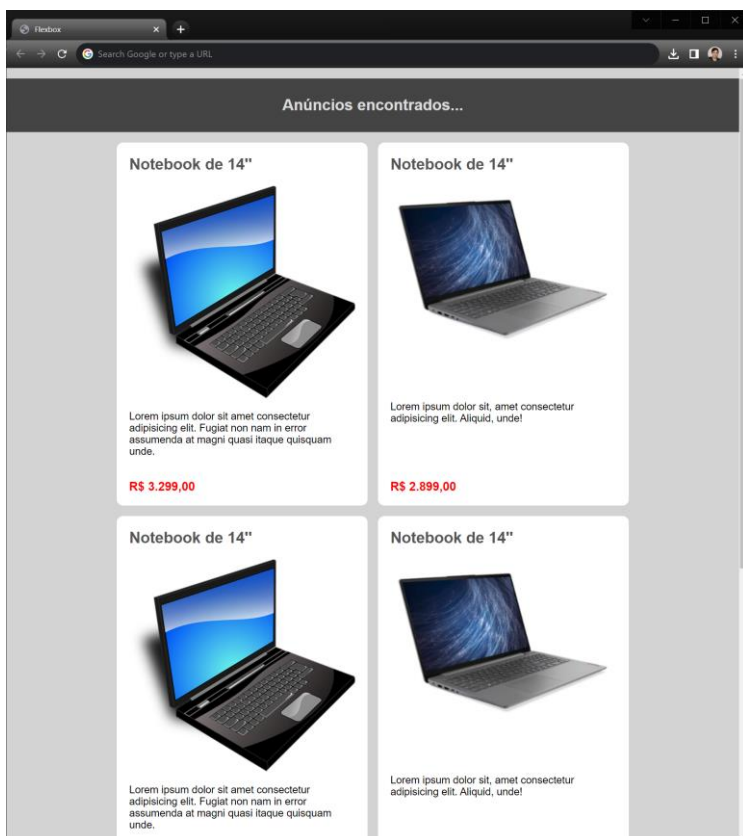 Flexbox
Search Google or type a URL
Anúncios encontrados...
Notebook de 14"
Lorem ipsum dolor sit amet consectetur
adipisicing elit. Fugiat non nam in error
assumenda at magni quasi itaque quisquam
unde.
R$ 3.299,00
Notebook de 14"
Lorem ipsum dolor sit, amet consectetur
adipisicing elit. Aliquid, unde!
R$ 2.899,00
Notebook de 14"
Lorem ipsum dolor sit amet consectetur
adipisicing elit. Fugiat non nam in error
assumenda at magni quasi itaque quisquam
unde.
Notebook de 14"
Lorem ipsum dolor sit, amet consectetur
adipisicing elit. Aliquid, unde!